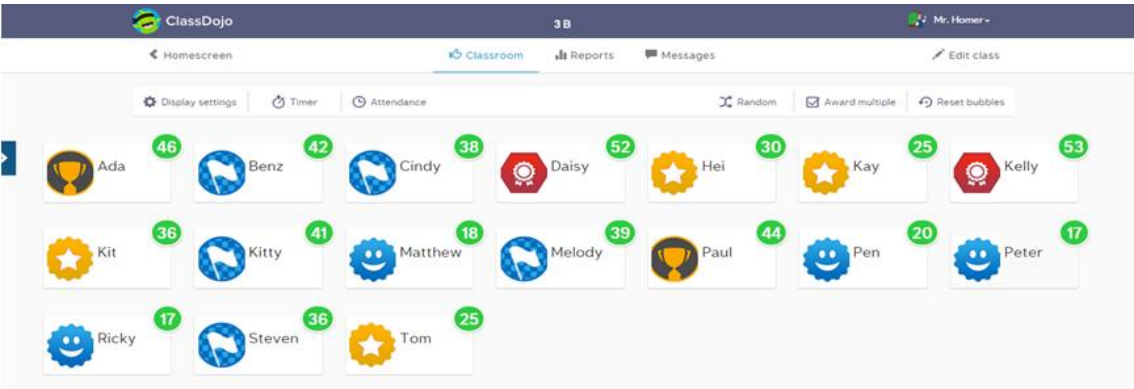 ClassDojo 3 B Mr. Homer
Homescreen Classroom Reports Messages Edit class
Display settings Timer Attendance Random Award multiple Reset bubbles
46 42 38 52 30 25 53
Ada Benz Cindy Daisy Hei Kay Kelly
36 41 18 39 44 20 17
Kit Kitty Matthew Melody Paul Pen Peter
17 36 25
Ricky Steven Tom